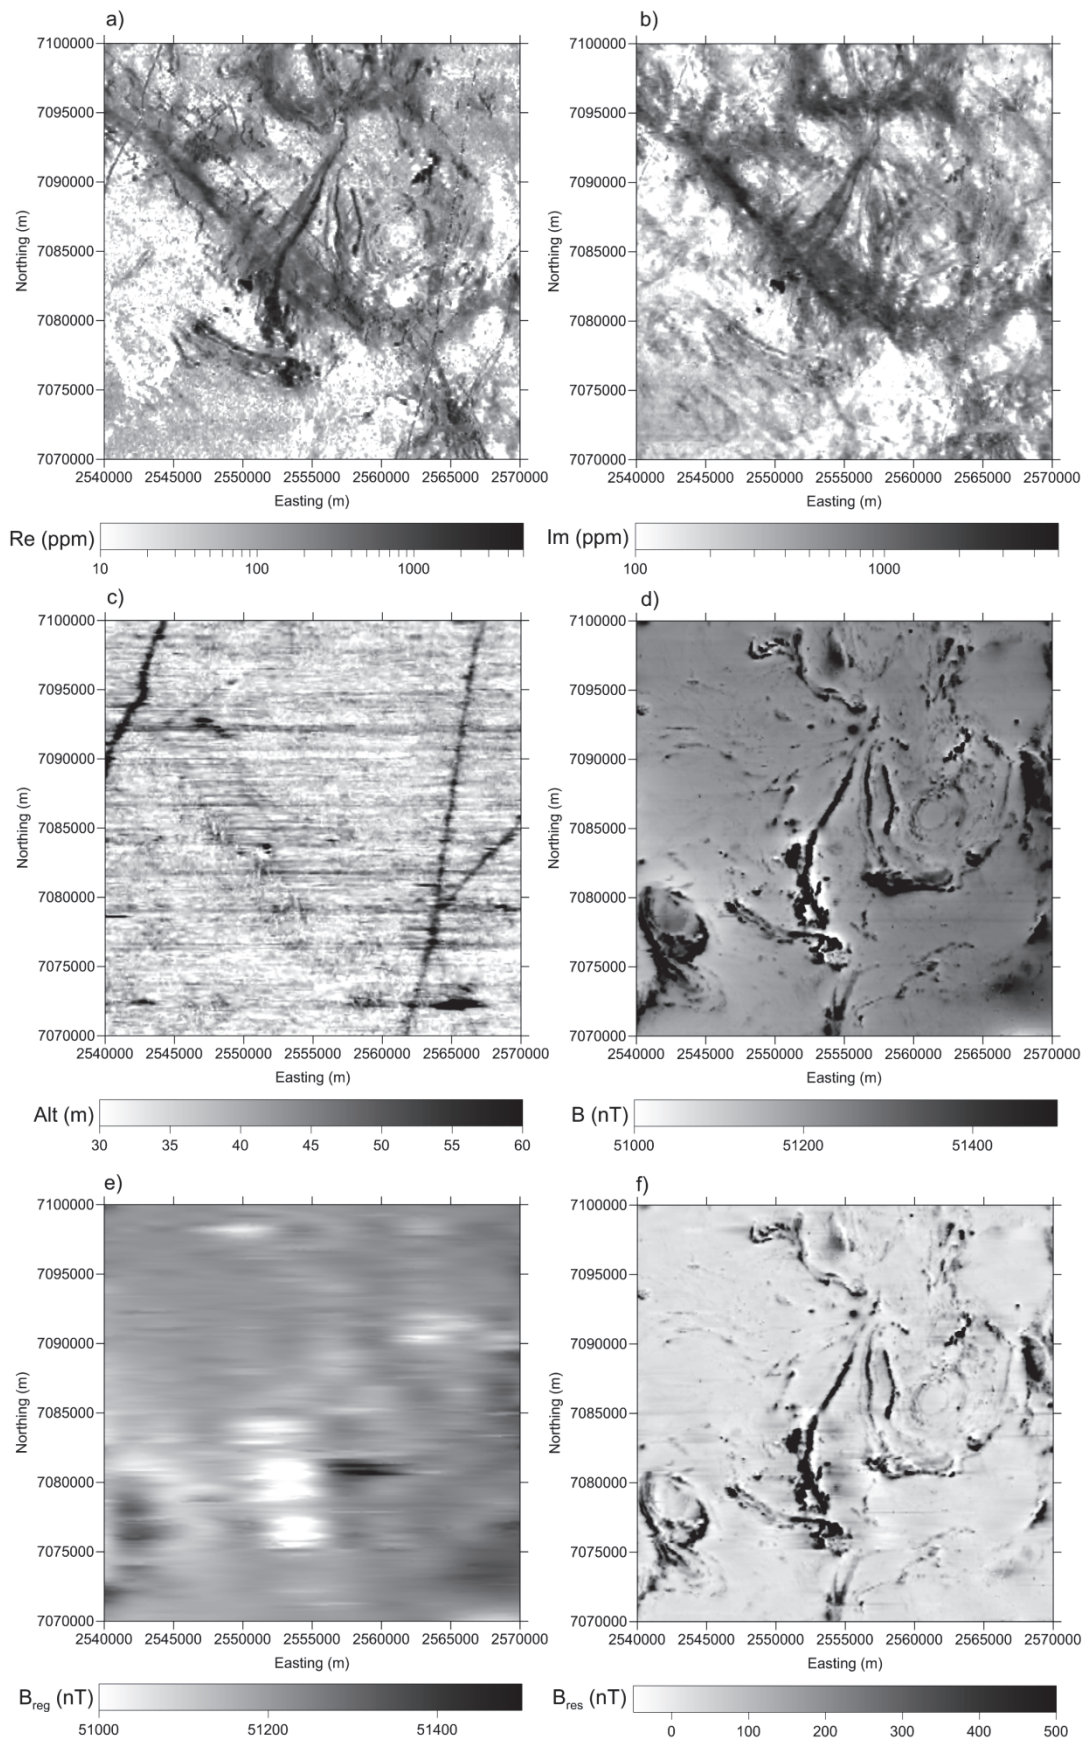 a)
b)
7100000
7095000
7090000
7085000
7080000
7075000
7070000
Northing (m)
2540000 2545000 2550000 2555000 2560000 2565000 2570000
Easting (m)
7100000
7095000
7090000
7085000
7080000
7075000
7070000
Northing (m)
2540000 2545000 2550000 2555000 2560000 2565000 2570000
Easting (m)
Re (ppm)
10 100 1000
Im (ppm)
100 1000
c)
d)
7100000
7095000
7090000
7085000
7080000
7075000
7070000
Northing (m)
2540000 2545000 2550000 2555000 2560000 2565000 2570000
Easting (m)
7100000
7095000
7090000
7085000
7080000
7075000
7070000
Northing (m)
2540000 2545000 2550000 2555000 2560000 2565000 2570000
Easting (m)
Alt (m)
30 35 40 45 50 55 60
B (nT)
51000 51200 51400
e)
f)
7100000
7095000
7090000
7085000
7080000
7075000
7070000
Northing (m)
2540000 2545000 2550000 2555000 2560000 2565000 2570000
Easting (m)
7100000
7095000
7090000
7085000
7080000
7075000
7070000
Northing (m)
2540000 2545000 2550000 2555000 2560000 2565000 2570000
Easting (m)
Breg (nT)
51000 51200 51400
Bres (nT)
0 100 200 300 400 500